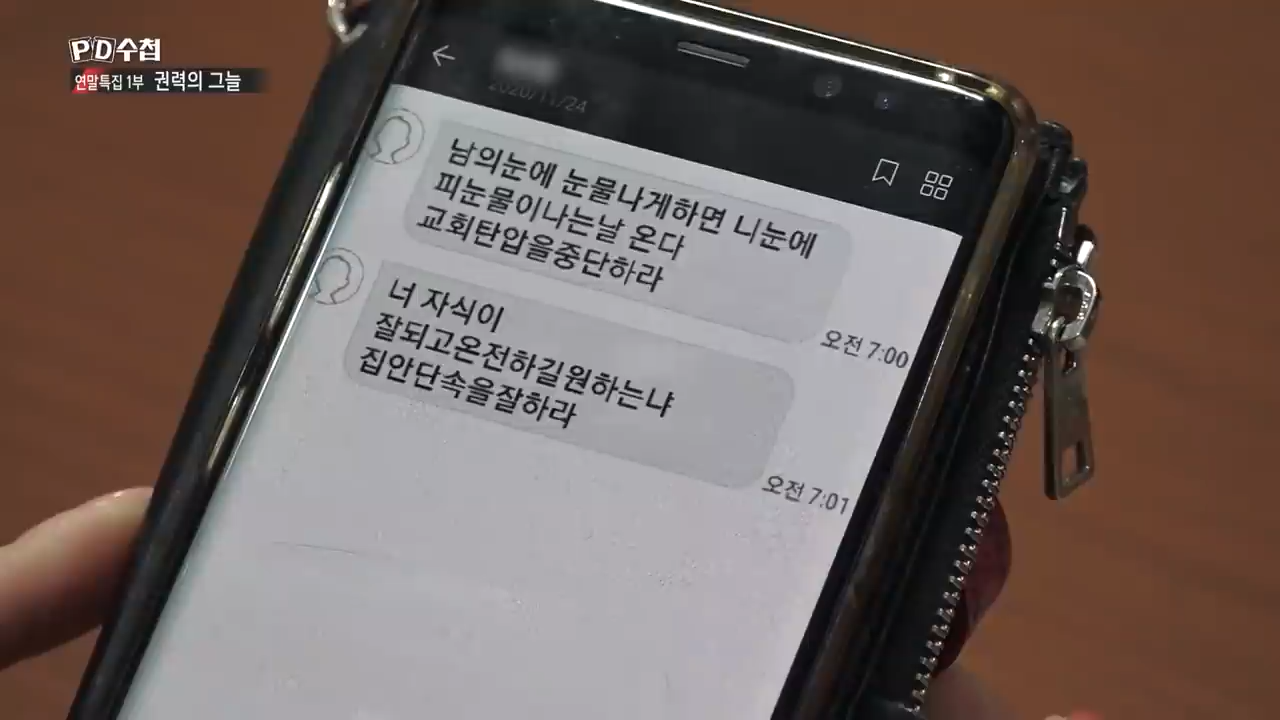 PD수첩
연말특집 1부 권력의 그늘
2020/11/24
남의눈에 눈물나게하면 니눈에
피눈물이나는날 온다
교회탄압을중단하라
오전 7:00
너 자식이
잘되고온전하길원하는냐
집안단속을잘하라
오전 7:01